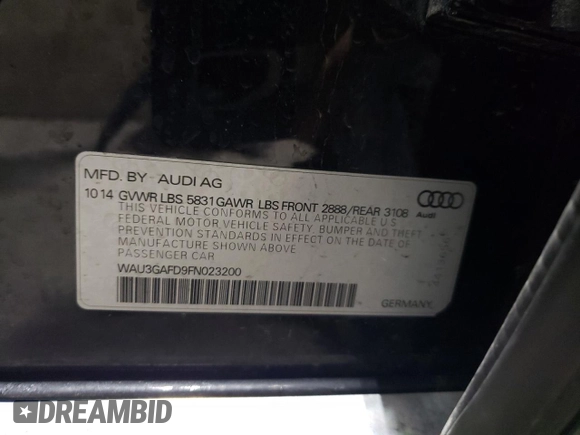 MFD. BY AUDI AG
10 14 GVWR LBS 5831 GAWR LBS FRONT 2888/REAR 3108
THIS VEHICLE CONFORMS TO ALL APPLICABLE U S
FEDERAL MOTOR VEHICLE SAFETY, BUMPER AND THEFT
PREVENTION STANDARDS IN EFFECT ON THE DATE OF
MANUFACTURE SHOWN ABOVE
PASSENGER CAR
Audi
WAU3GAFD9FN023200
GERMANY
DREAMBID